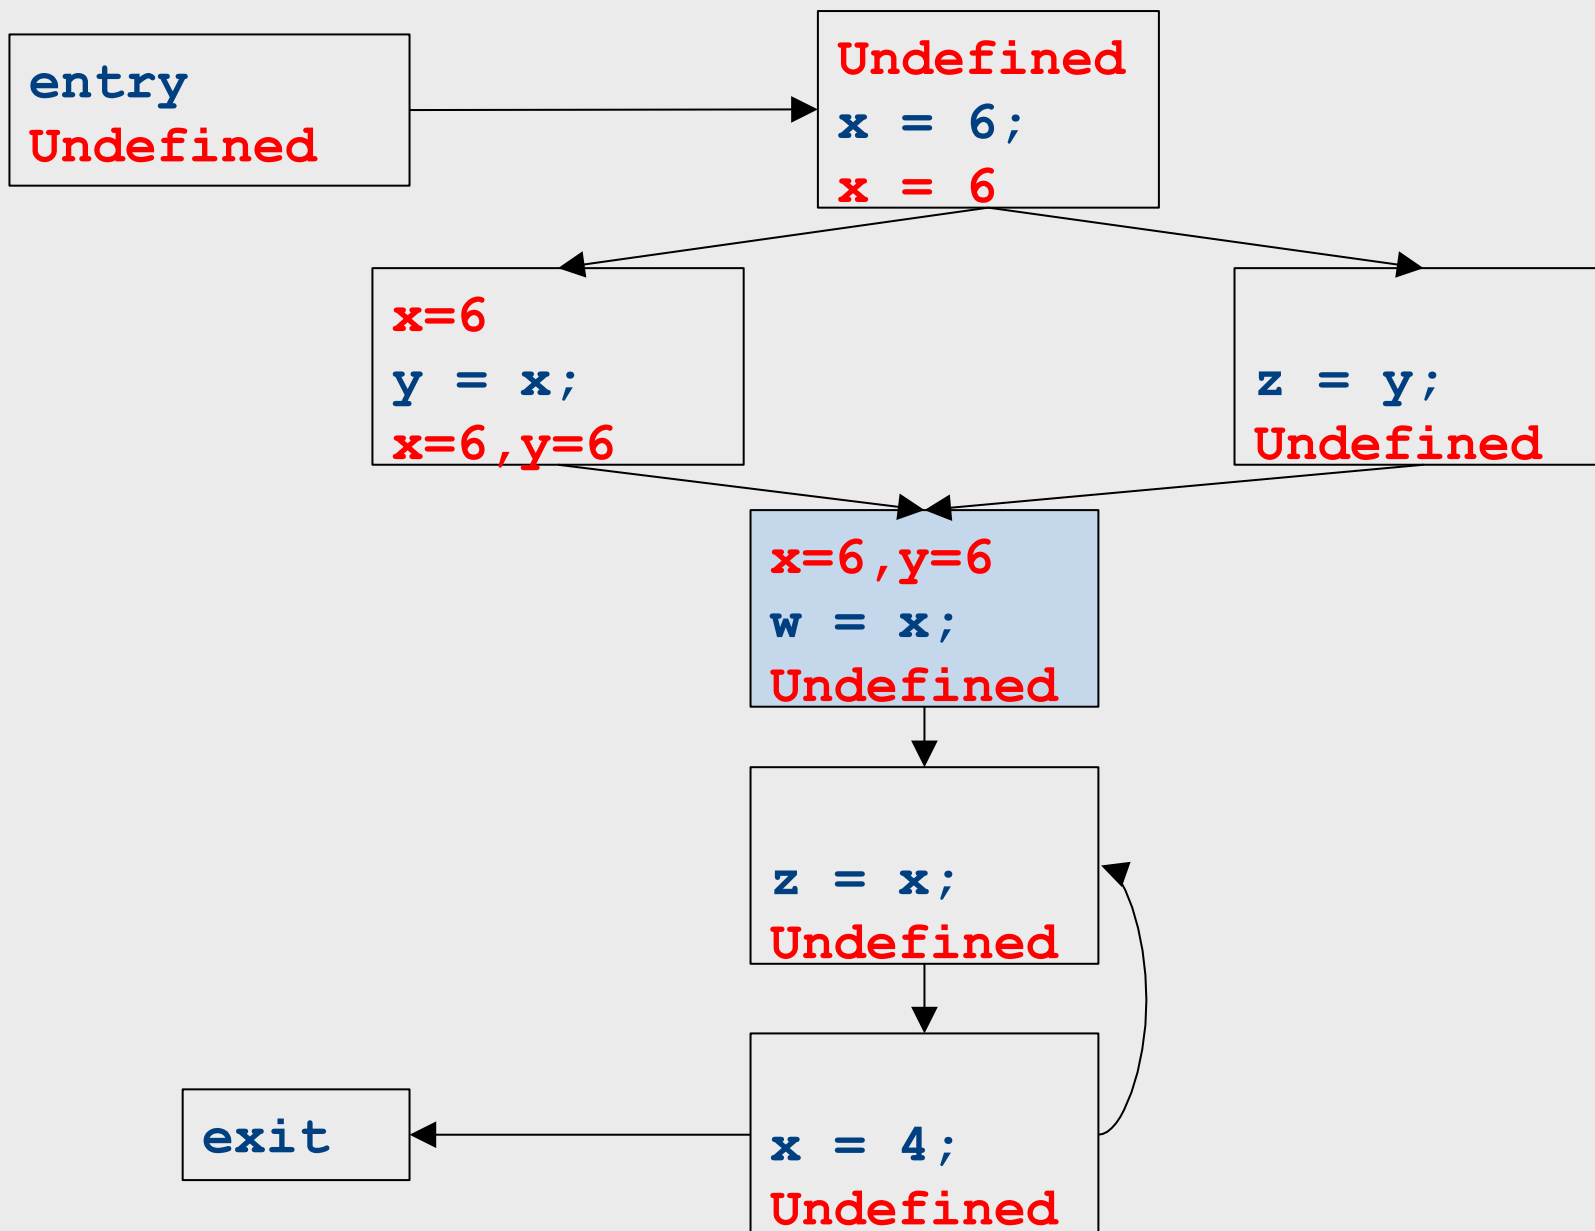 entry
Undefined
Undefined
x = 6;
x = 6
x=6
y = x;
x=6,y=6
z = y;
Undefined
x=6,y=6
w = x;
Undefined
z = x;
Undefined
x = 4;
Undefined
exit